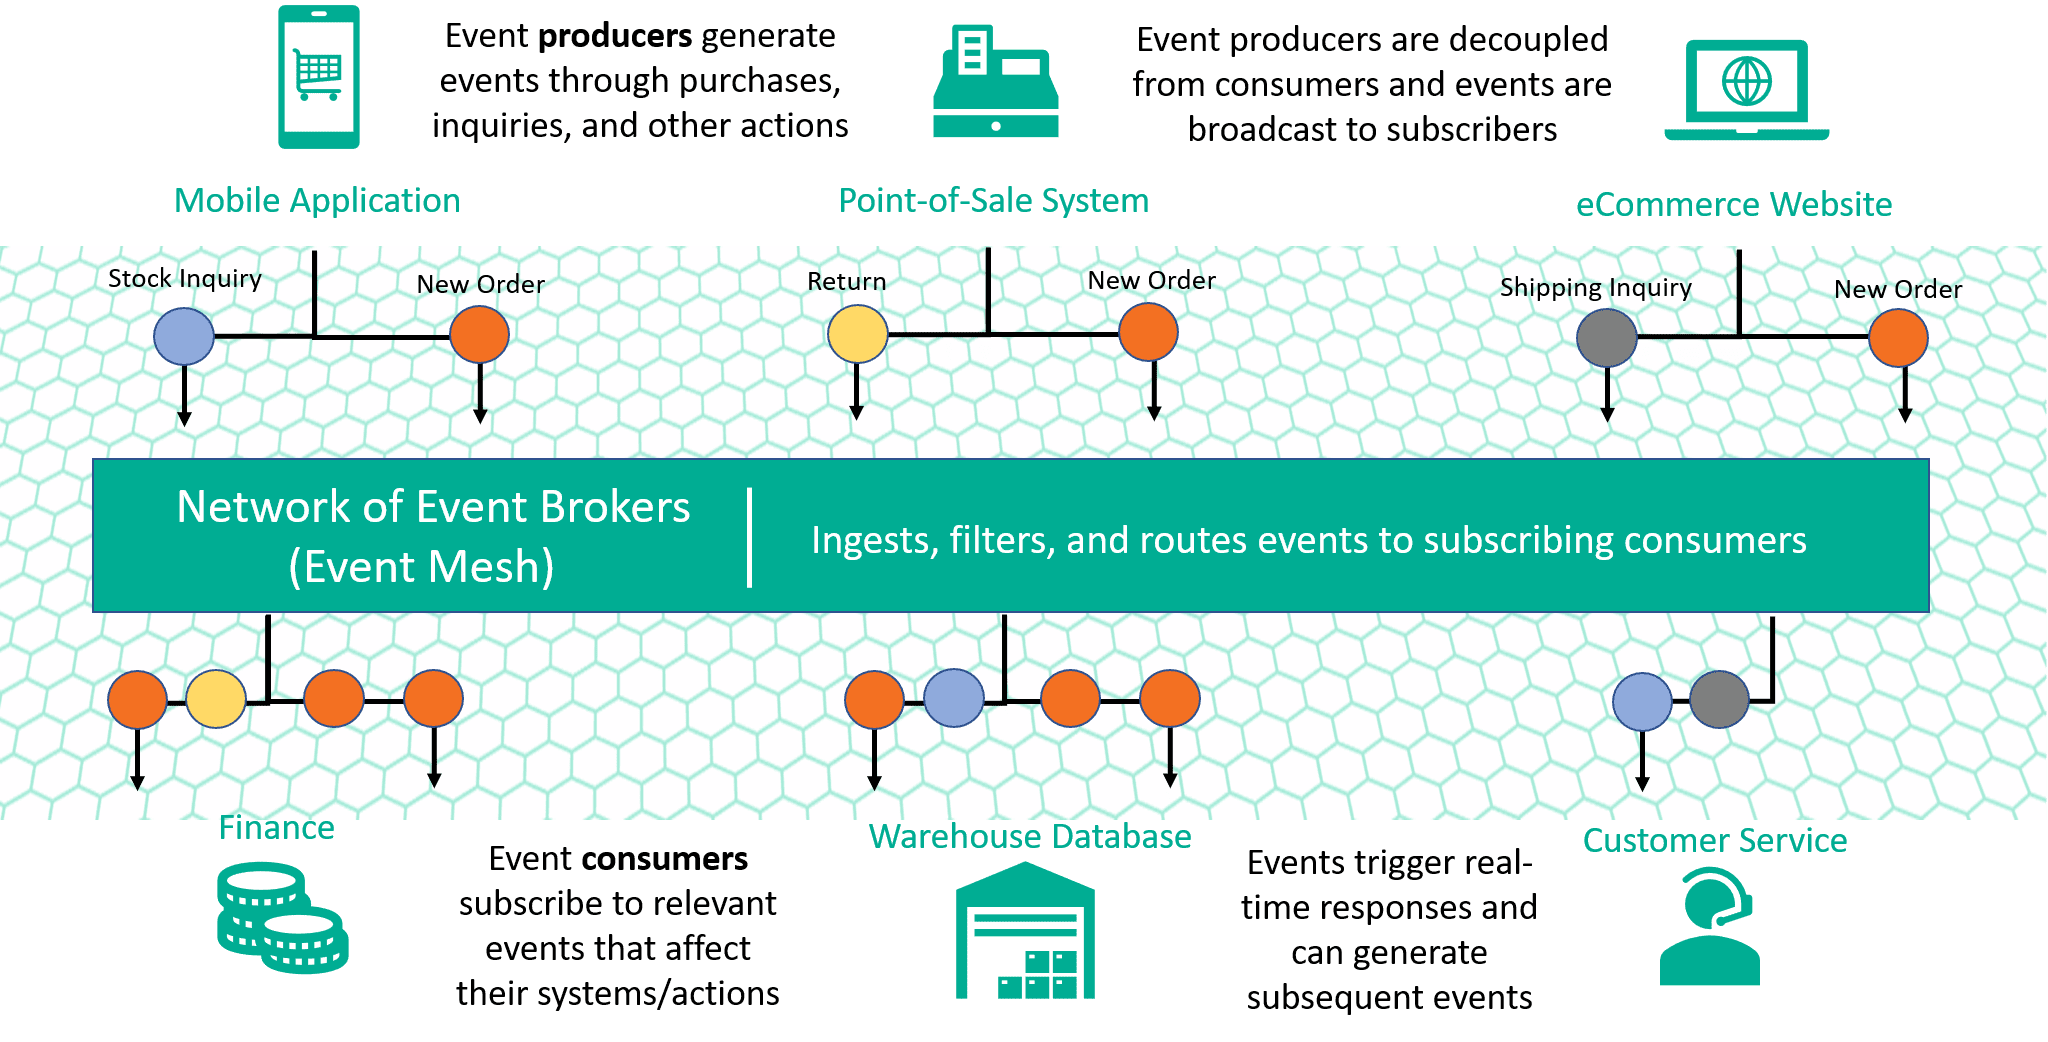 Event producers generate
events through purchases,
inquiries, and other actions
Event producers are decoupled
from consumers and events are
broadcast to subscribers
Mobile Application
Point-of-Sale System
eCommerce Website
Stock Inquiry
New Order
Return
New Order
Shipping Inquiry
New Order
Network of Event Brokers
(Event Mesh)
Ingests, filters, and routes events to subscribing consumers
Finance
Event consumers
subscribe to relevant
events that affect
their systems/actions
Warehouse Database
Events trigger real-
time responses and
can generate
subsequent events
Customer Service